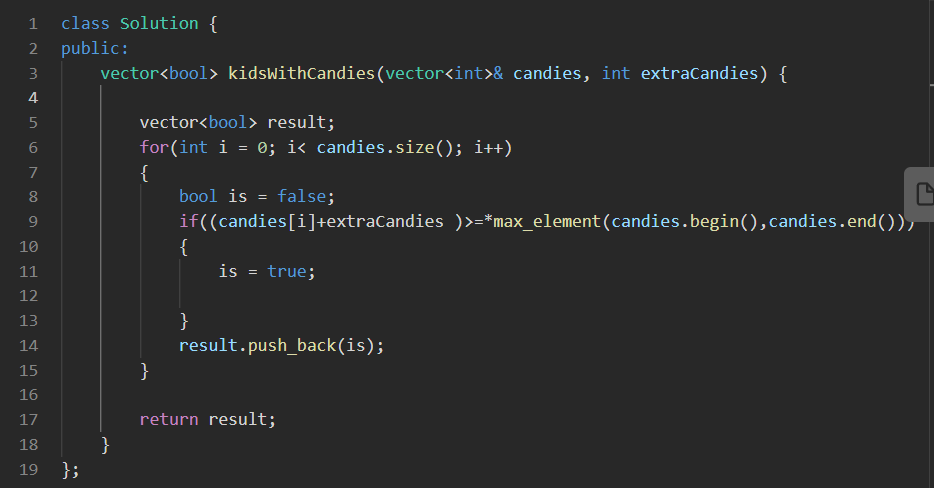 1 class Solution {
2 public:
3 vector<bool> kidsWithCandies(vector<int>& candies, int extraCandies) {
4
5 vector<bool> result;
6 for(int i = 0; i< candies.size(); i++)
7 {
8 bool is = false;
9 if((candies[i]+extraCandies )>=*max_element(candies.begin(),candies.end()))
10 {
11 is = true;
12
13 }
14 result.push_back(is);
15 }
16
17 return result;
18 }
19 };